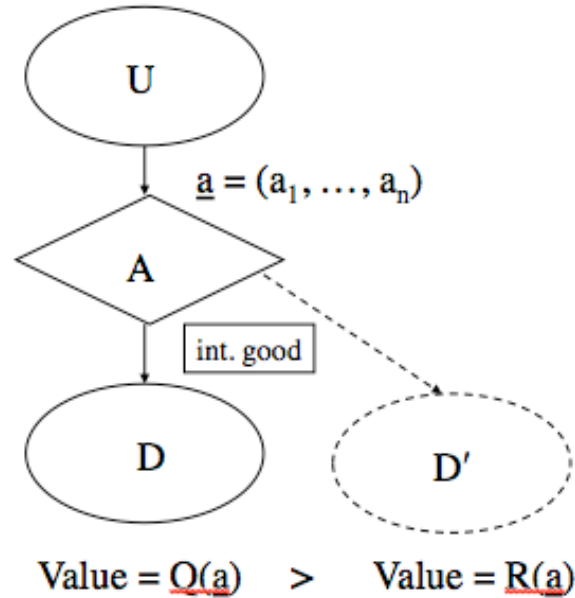 U
a = (a₁, …, aₙ)
A
int. good
D
D′
Value = Q(a) > Value = R(a)